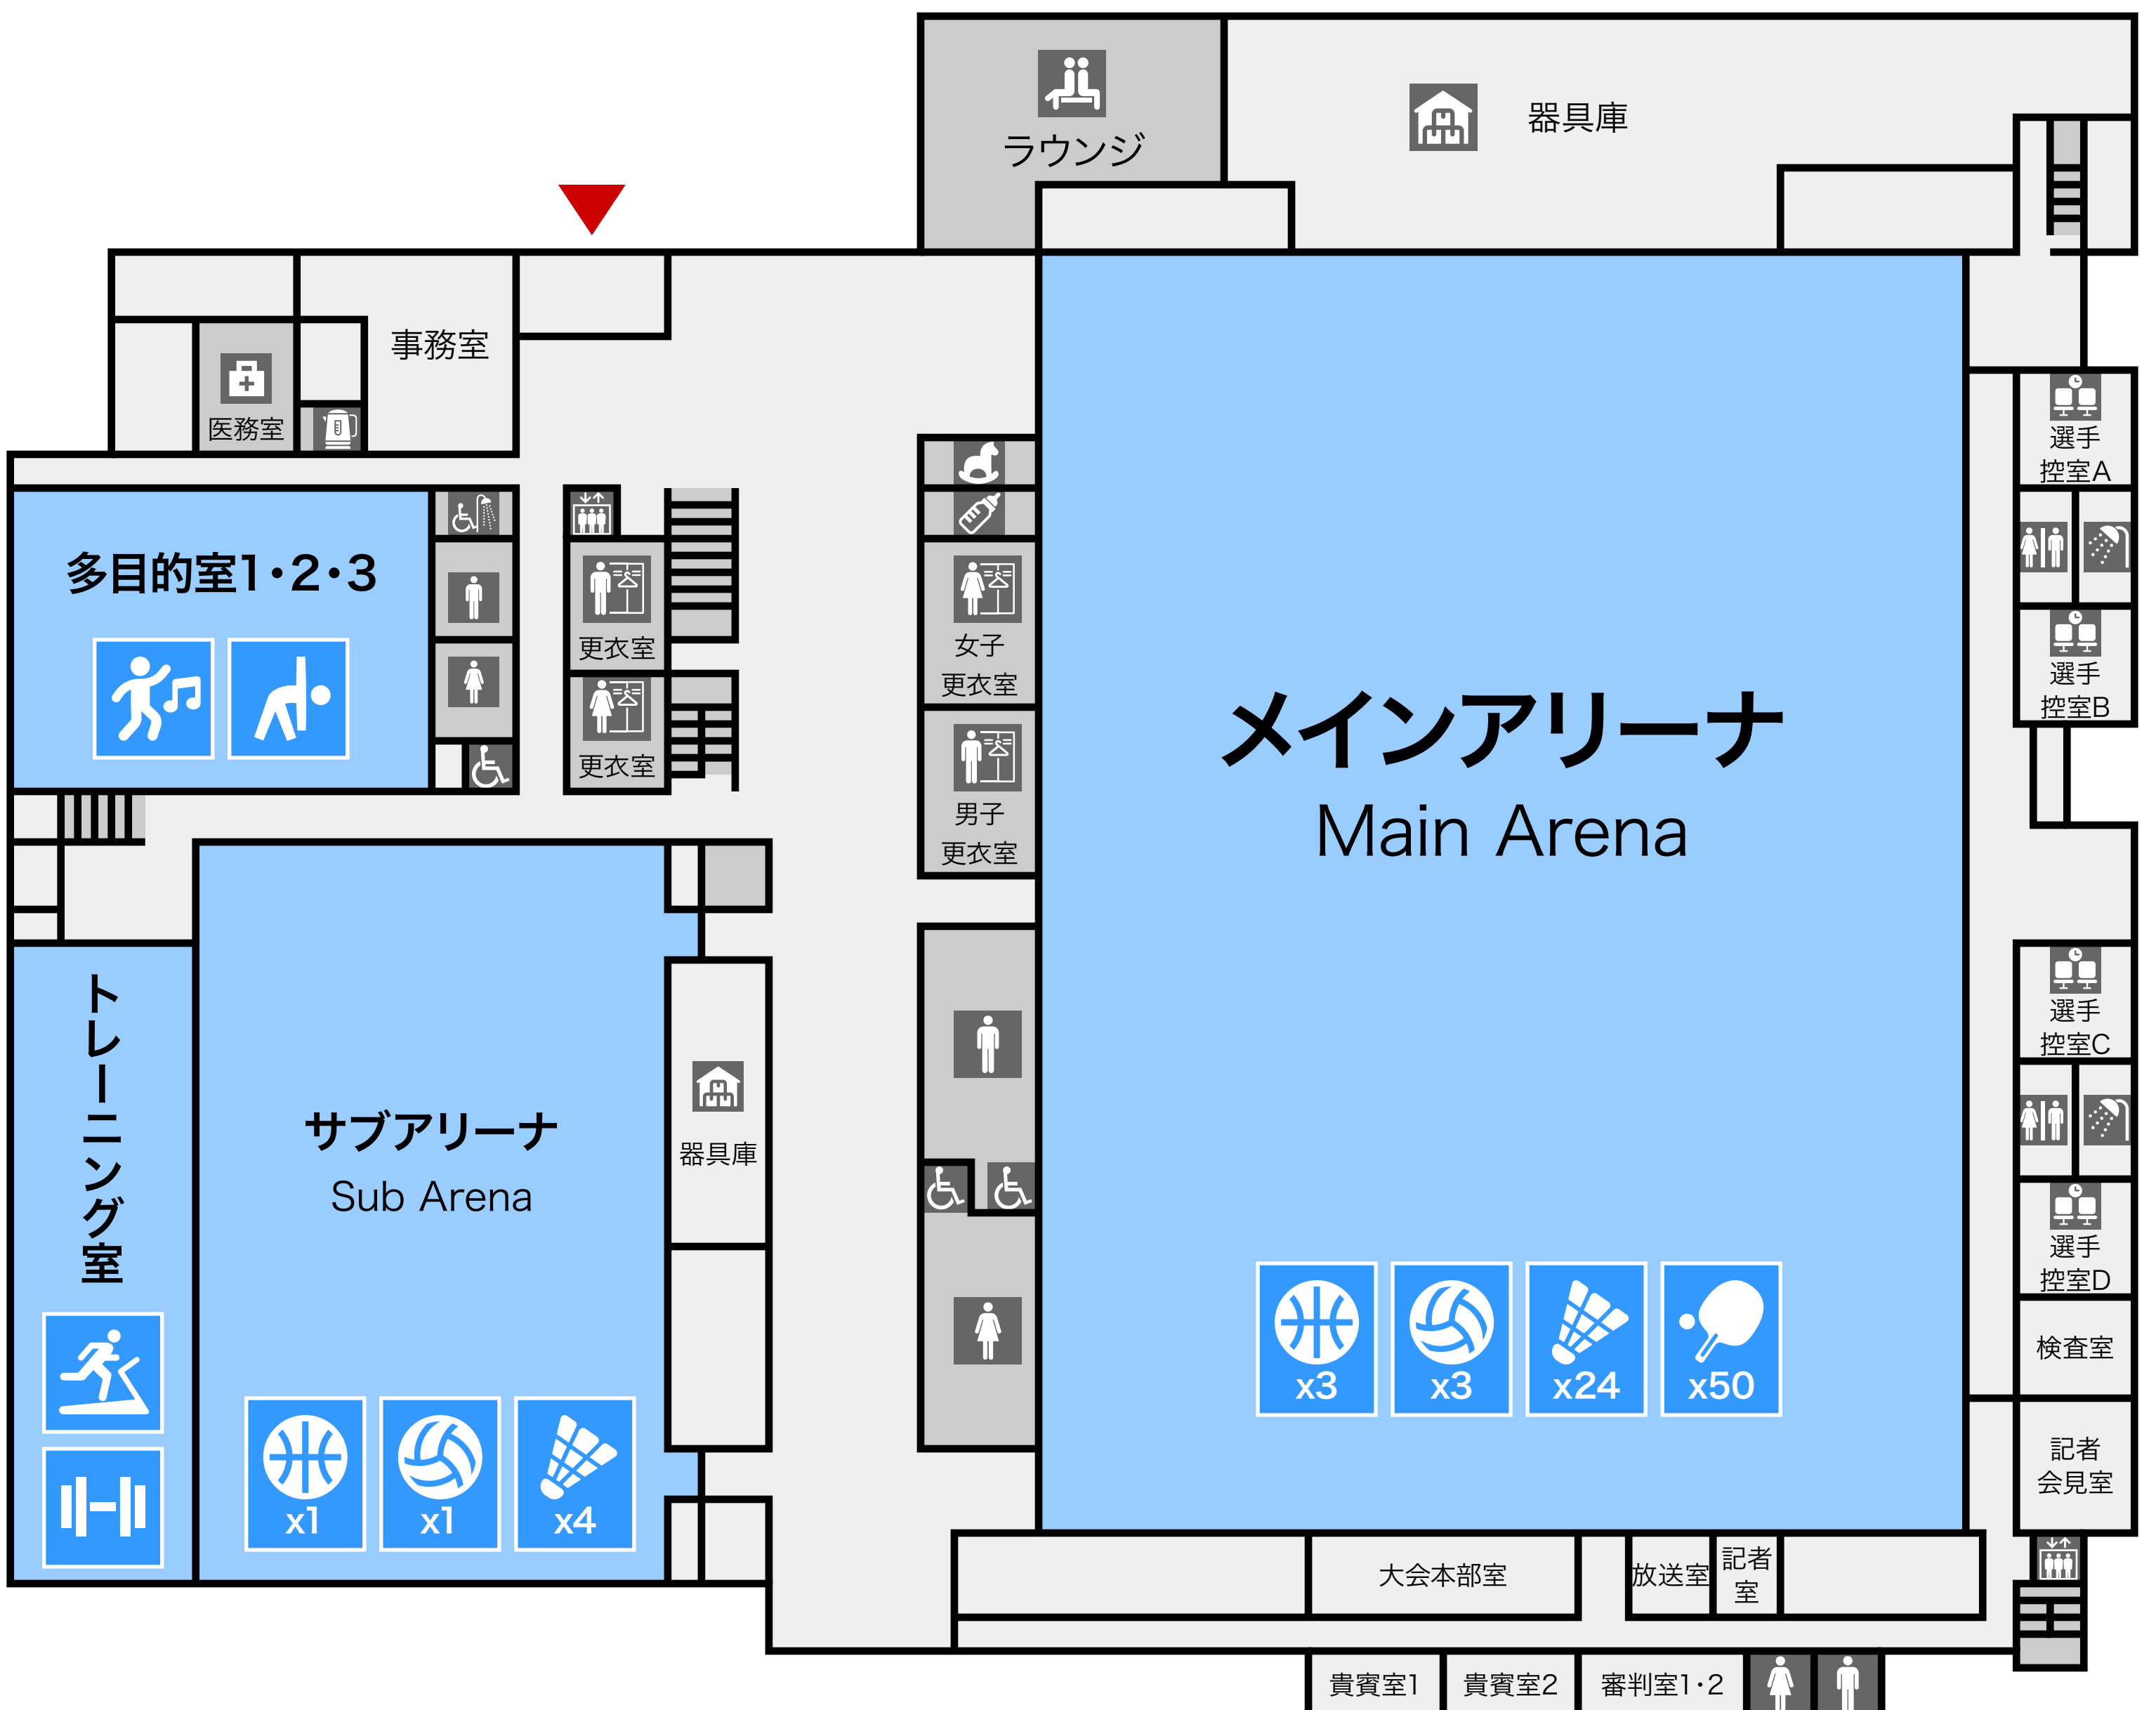 ラウンジ
器具庫
事務室
医務室
多目的室1・2・3
更衣室
更衣室
女子
更衣室
男子
更衣室
メインアリーナ
Main Arena
選手
控室A
選手
控室B
選手
控室C
選手
控室D
検査室
記者
会見室
トレーニング室
サブアリーナ
Sub Arena
器具庫
x1
x1
x4
x3
x3
x24
x50
大会本部室
放送室
記者
室
貴賓室1
貴賓室2
審判室1・2